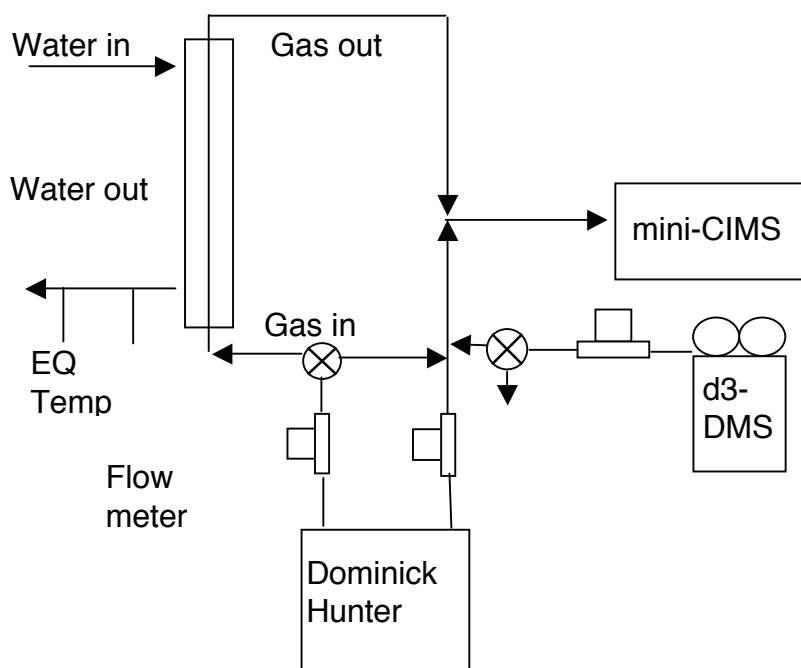 Water in
Gas out
Water out
mini-CIMS
Gas in
EQ
Temp
d3-
DMS
Flow
meter
Dominick
Hunter